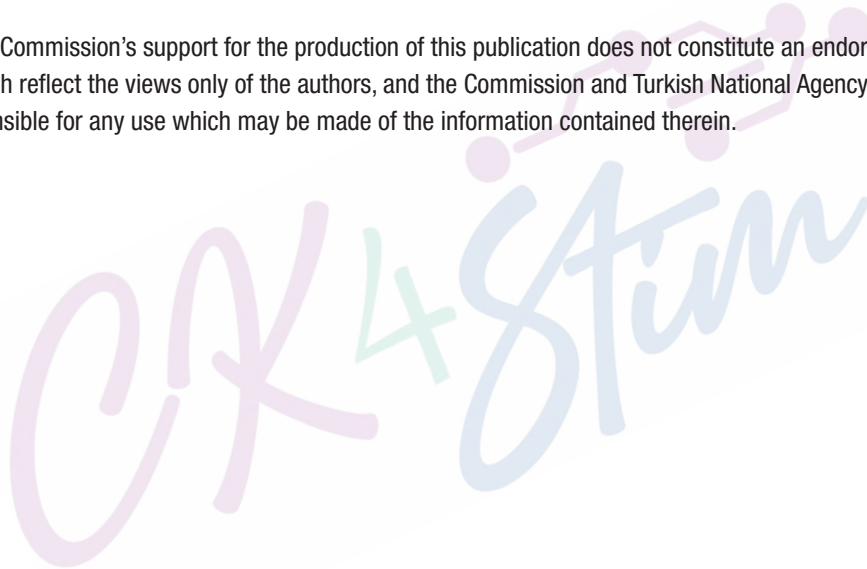 Commission’s support for the production of this publication does not constitute an endor
h reflect the views only of the authors, and the Commission and Turkish National Agency
nsible for any use which may be made of the information contained therein.
CK4Stim